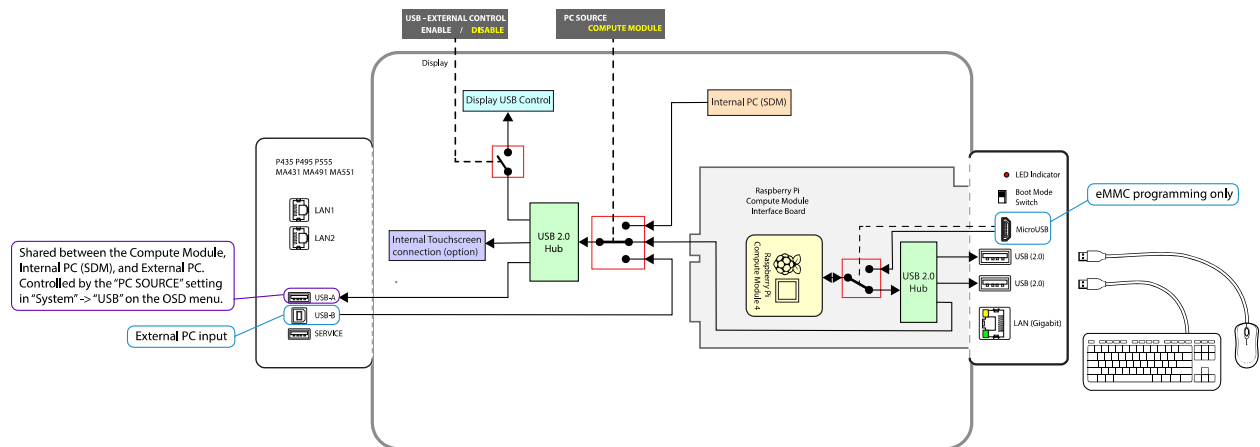 USB –EXTERNAL CONTROL
ENABLE / DISABLE
PC SOURCE
COMPUTE MODULE
Display
Display USB Control
Internal PC (SDM)
P435 P495 P555
MA431 MA491 MA551
LAN1
LAN2
USB-A
USB-B
SERVICE
Shared between the Compute Module,
Internal PC (SDM), and External PC.
Controlled by the “PC SOURCE” setting
in “System” -> “USB” on the OSD menu.
External PC input
Internal Touchscreen
connection (option)
USB 2.0
Hub
Raspberry Pi
Compute Module
Interface Board
Raspberry Pi
Compute Module 4
USB 2.0
Hub
LED Indicator
Boot Mode
Switch
MicroUSB
USB (2.0)
USB (2.0)
LAN (Gigabit)
eMMC programming only